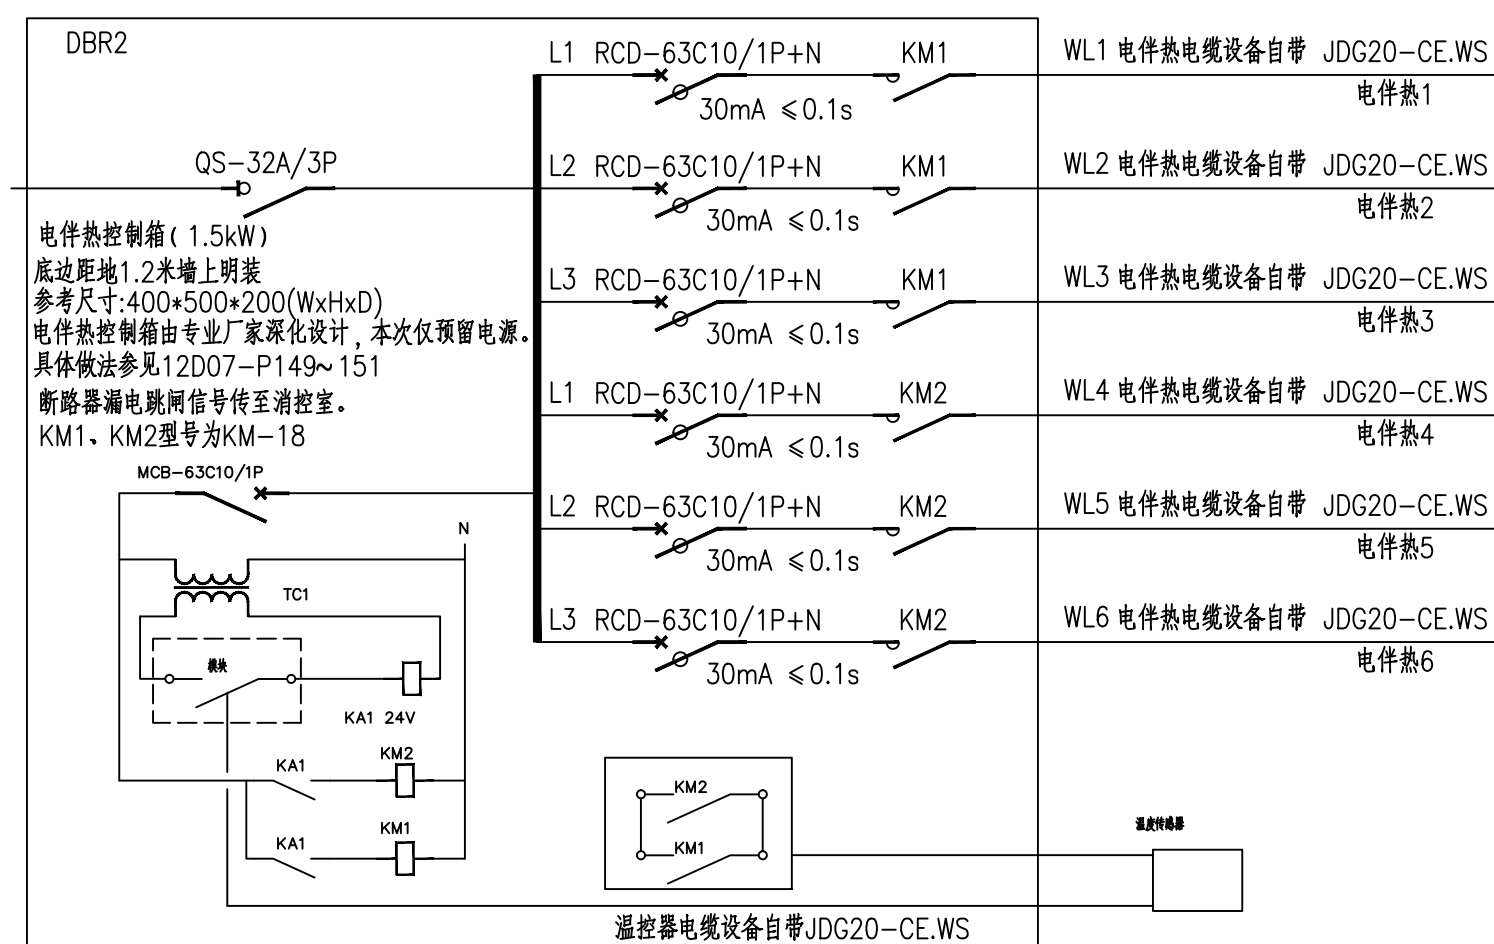 DBR2
L1 RCD-63C10/1P+N KM1
WL1 电伴热电缆设备自带 JDG20-CE.WS
30mA ≤0.1s
电伴热1
QS-32A/3P
L2 RCD-63C10/1P+N KM1
WL2 电伴热电缆设备自带 JDG20-CE.WS
30mA ≤0.1s
电伴热2
电伴热控制箱(1.5kW)
底边距地1.2米墙上明装
参考尺寸:400*500*200(WxHxD)
电伴热控制箱由专业厂家深化设计,本次仅预留电源。
具体做法参见12D07-P149~151
断路器漏电跳闸信号传至消控室。
KM1、KM2型号为KM-18
L3 RCD-63C10/1P+N KM1
WL3 电伴热电缆设备自带 JDG20-CE.WS
30mA ≤0.1s
电伴热3
L1 RCD-63C10/1P+N KM2
WL4 电伴热电缆设备自带 JDG20-CE.WS
30mA ≤0.1s
电伴热4
MCB-63C10/1P
L2 RCD-63C10/1P+N KM2
WL5 电伴热电缆设备自带 JDG20-CE.WS
30mA ≤0.1s
电伴热5
N
TC1
L3 RCD-63C10/1P+N KM2
WL6 电伴热电缆设备自带 JDG20-CE.WS
30mA ≤0.1s
电伴热6
模块
KA1 24V
KA1
KM2
KA1
KM1
KM2
KM1
温度传感器
温控器电缆设备自带JDG20-CE.WS